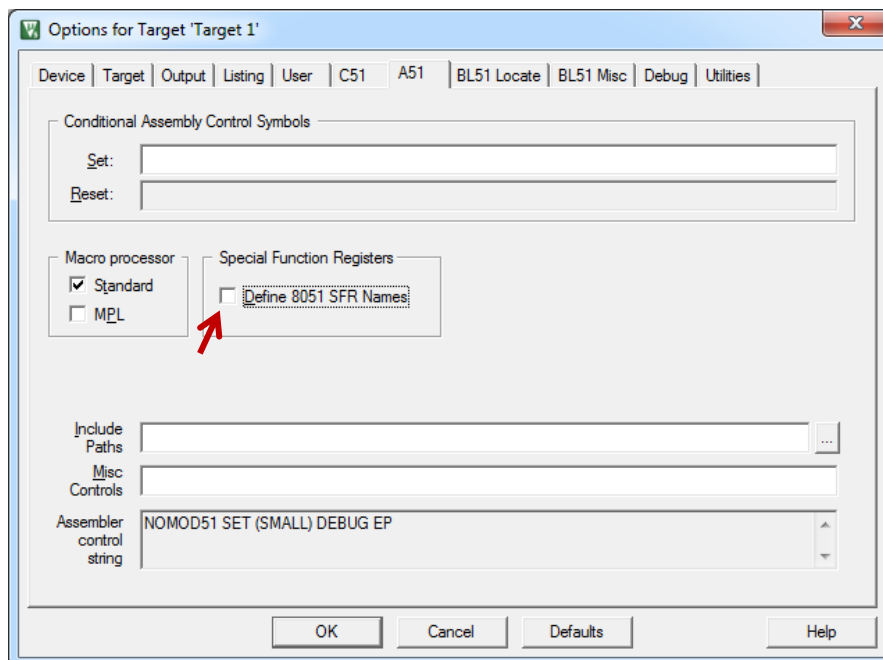 Options for Target 'Target 1'
Device Target Output Listing User C51 A51 BL51 Locate BL51 Misc Debug Utilities
Conditional Assembly Control Symbols
Set:
Reset:
Macro processor
Standard
MPL
Special Function Registers
Define 8051 SFR Names
Include
Paths
...
Misc
Controls
Assembler
control
string
NOMOD51 SET (SMALL) DEBUG EP
OK Cancel Defaults Help